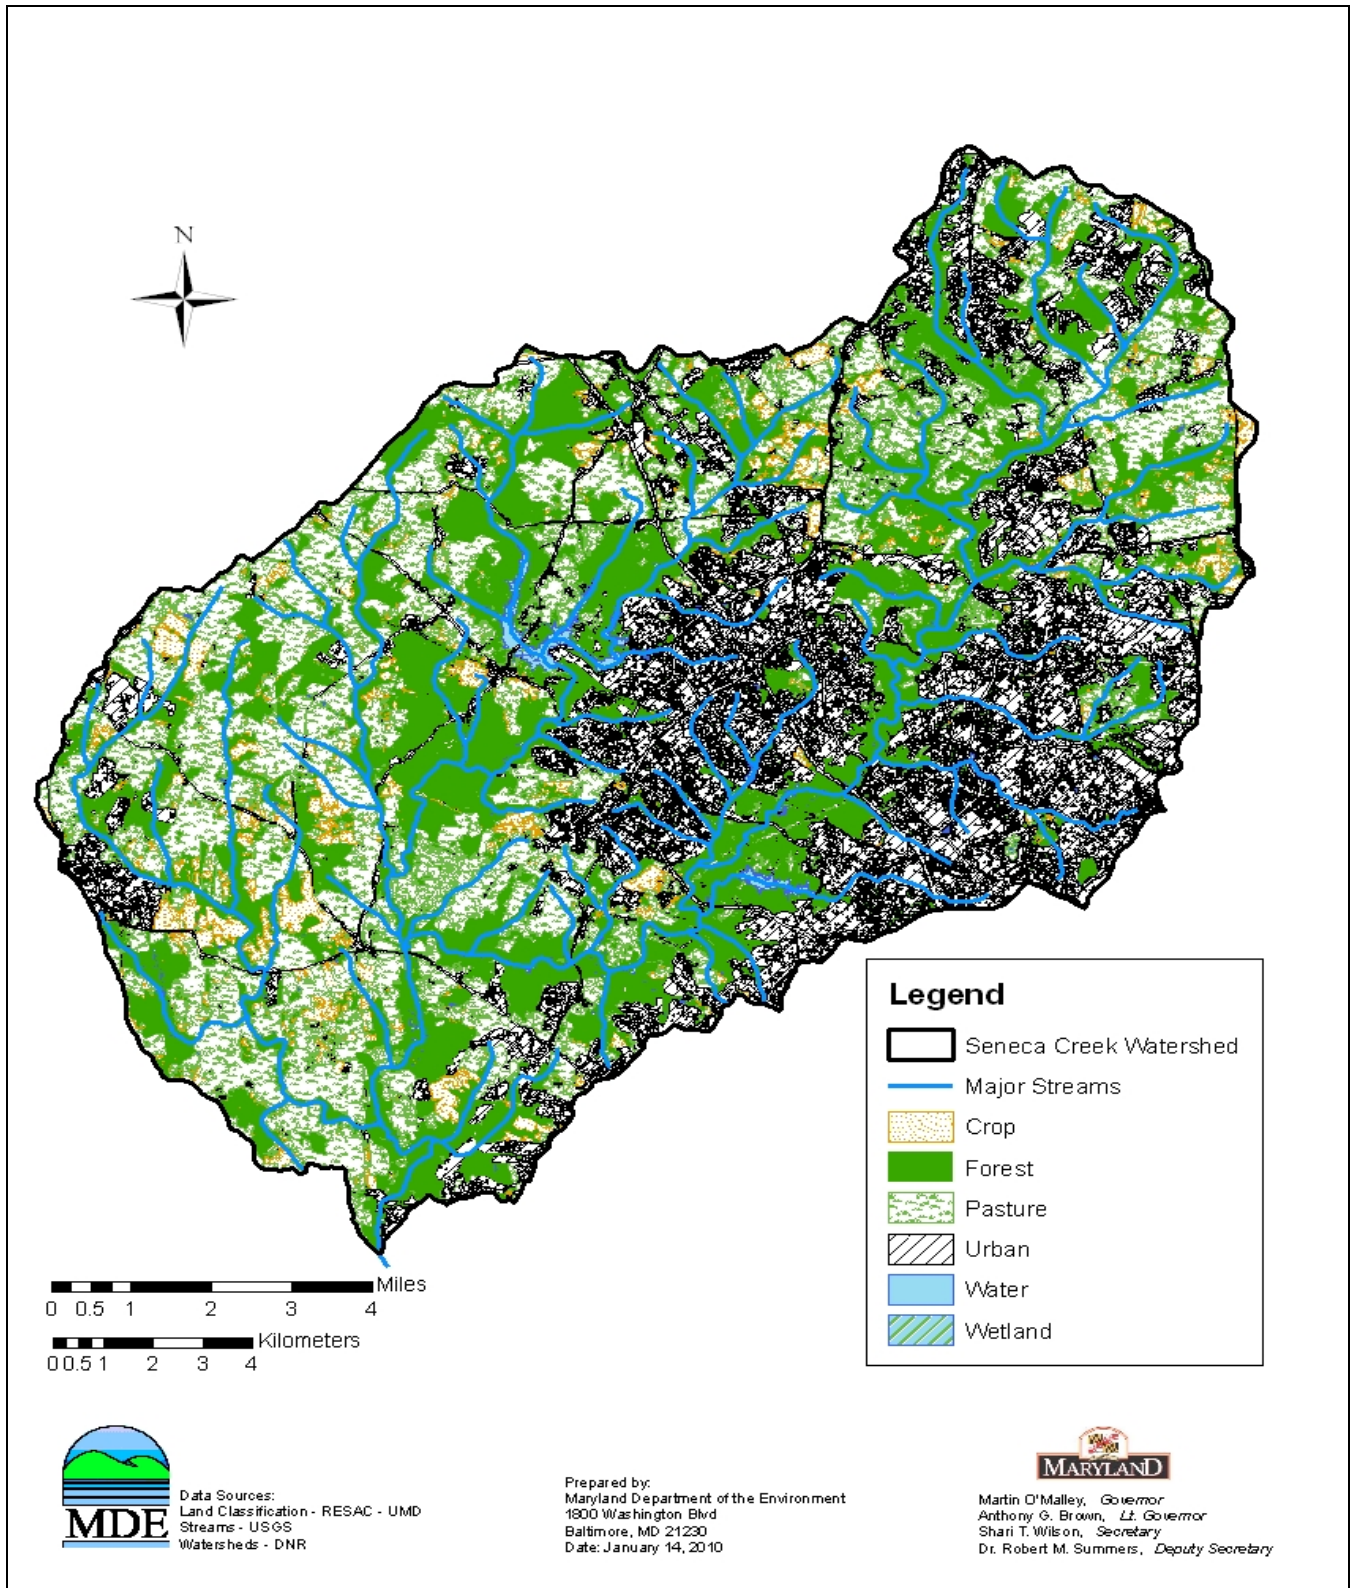 N
Legend
Seneca Creek Watershed
Major Streams
Crop
Forest
Pasture
Urban
Water
Wetland
Miles
0 0.5 1 2 3 4
Kilometers
0 0.5 1 2 3 4
MDE
Data Sources:
Land Classification - RESAC - UMD
Streams - USGS
Watersheds - DNR
Prepared by:
Maryland Department of the Environment
1800 Washington Blvd
Baltimore, MD 21230
Date: January 14, 2010
MARYLAND
Martin O'Malley, Governor
Anthony G. Brown, Lt. Governor
Shari T. Wilson, Secretary
Dr. Robert M. Summers, Deputy Secretary